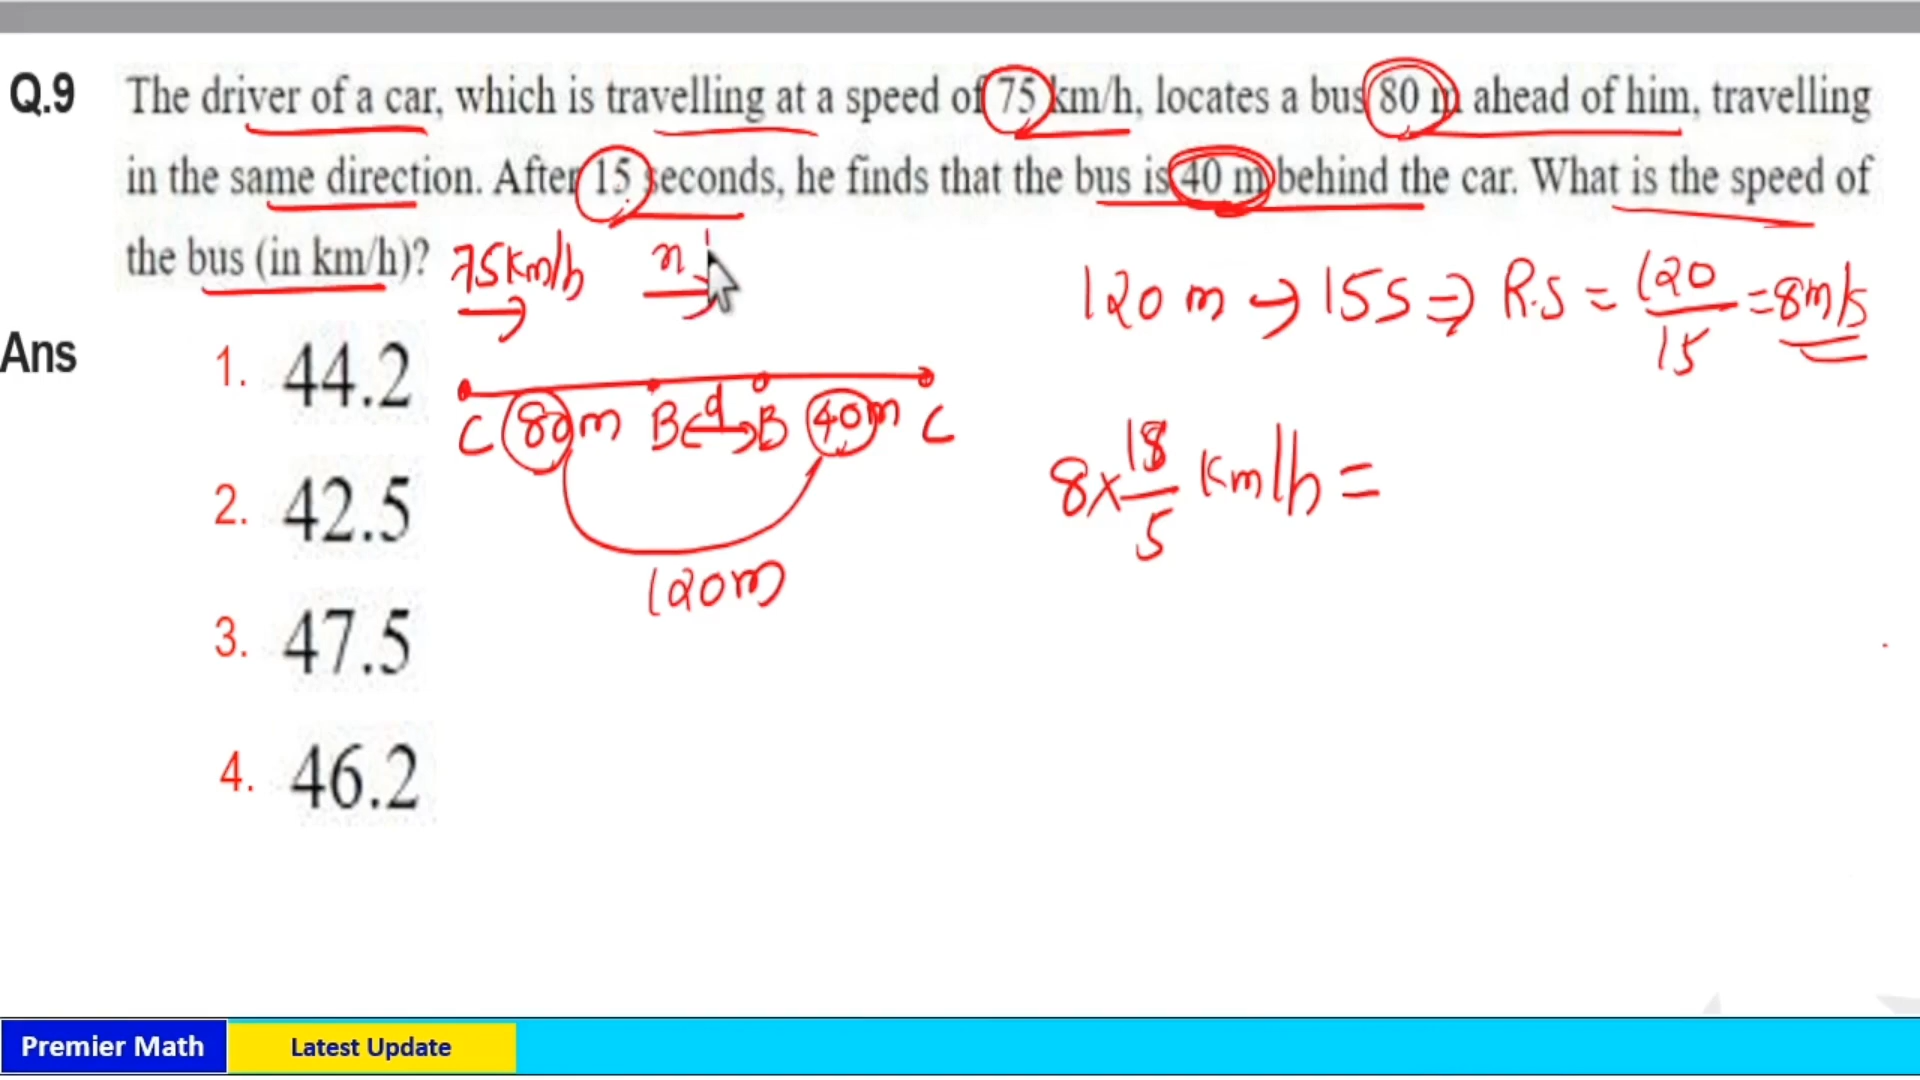 Q.9 The driver of a car, which is travelling at a speed of 75 km/h, locates a bus 80 m ahead of him, travelling
in the same direction. After 15 seconds, he finds that the bus is 40 m behind the car. What is the speed of
the bus (in km/h)?
75km/h x
120 m → 15s ⇒ R.S = 120/15 = 8m/s
Ans
1. 44.2
C 80m B d B 40m C
8×18/5 km/h =
2. 42.5
120m
3. 47.5
4. 46.2
Premier Math Latest Update